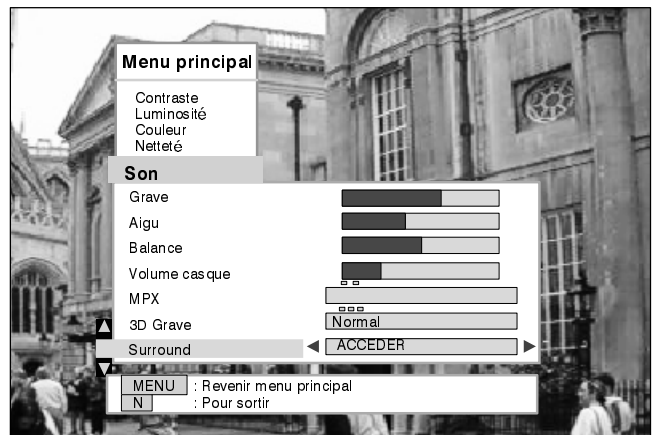 Menu principal
Contraste
Luminosité
Couleur
Netteté
Son
Grave
Aigu
Balance
Volume casque
MPX
3D Grave Normal
Surround ACCEDER
MENU : Revenir menu principal
N : Pour sortir